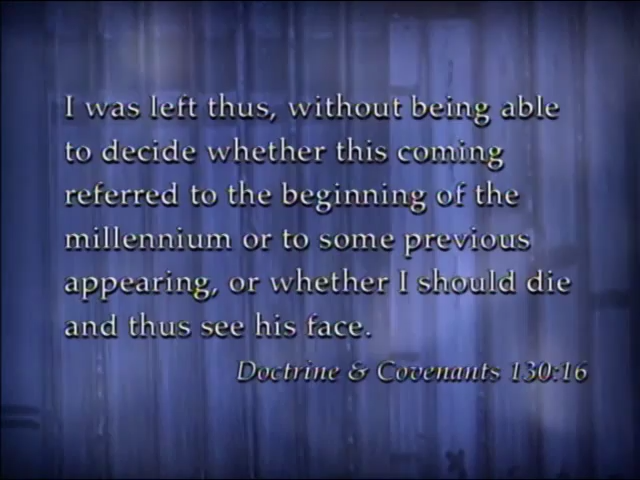 I was left thus, without being able
to decide whether this coming
referred to the beginning of the
millennium or to some previous
appearing, or whether I should die
and thus see his face.
Doctrine & Covenants 130:16